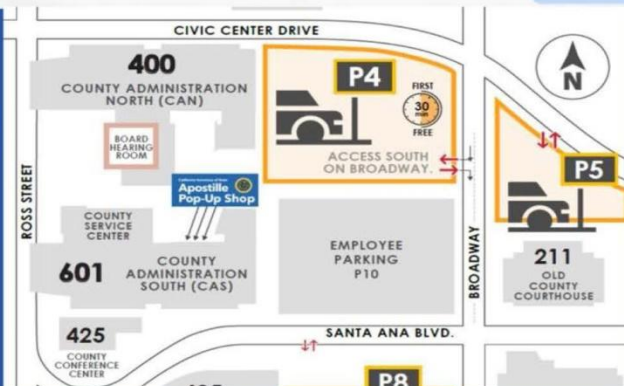 CIVIC CENTER DRIVE
400
COUNTY ADMINISTRATION
NORTH (CAN)
BOARD
HEARING
ROOM
P4
FIRST
30
min
FREE
ACCESS SOUTH
ON BROADWAY.
N
P5
ROSS STREET
Apostille
Pop-Up Shop
COUNTY
SERVICE
CENTER
601
COUNTY
ADMINISTRATION
SOUTH (CAS)
EMPLOYEE
PARKING
P10
BROADWAY
211
OLD
COUNTY
COURTHOUSE
SANTA ANA BLVD.
425
COUNTY
CONFERENCE
CENTER
P8